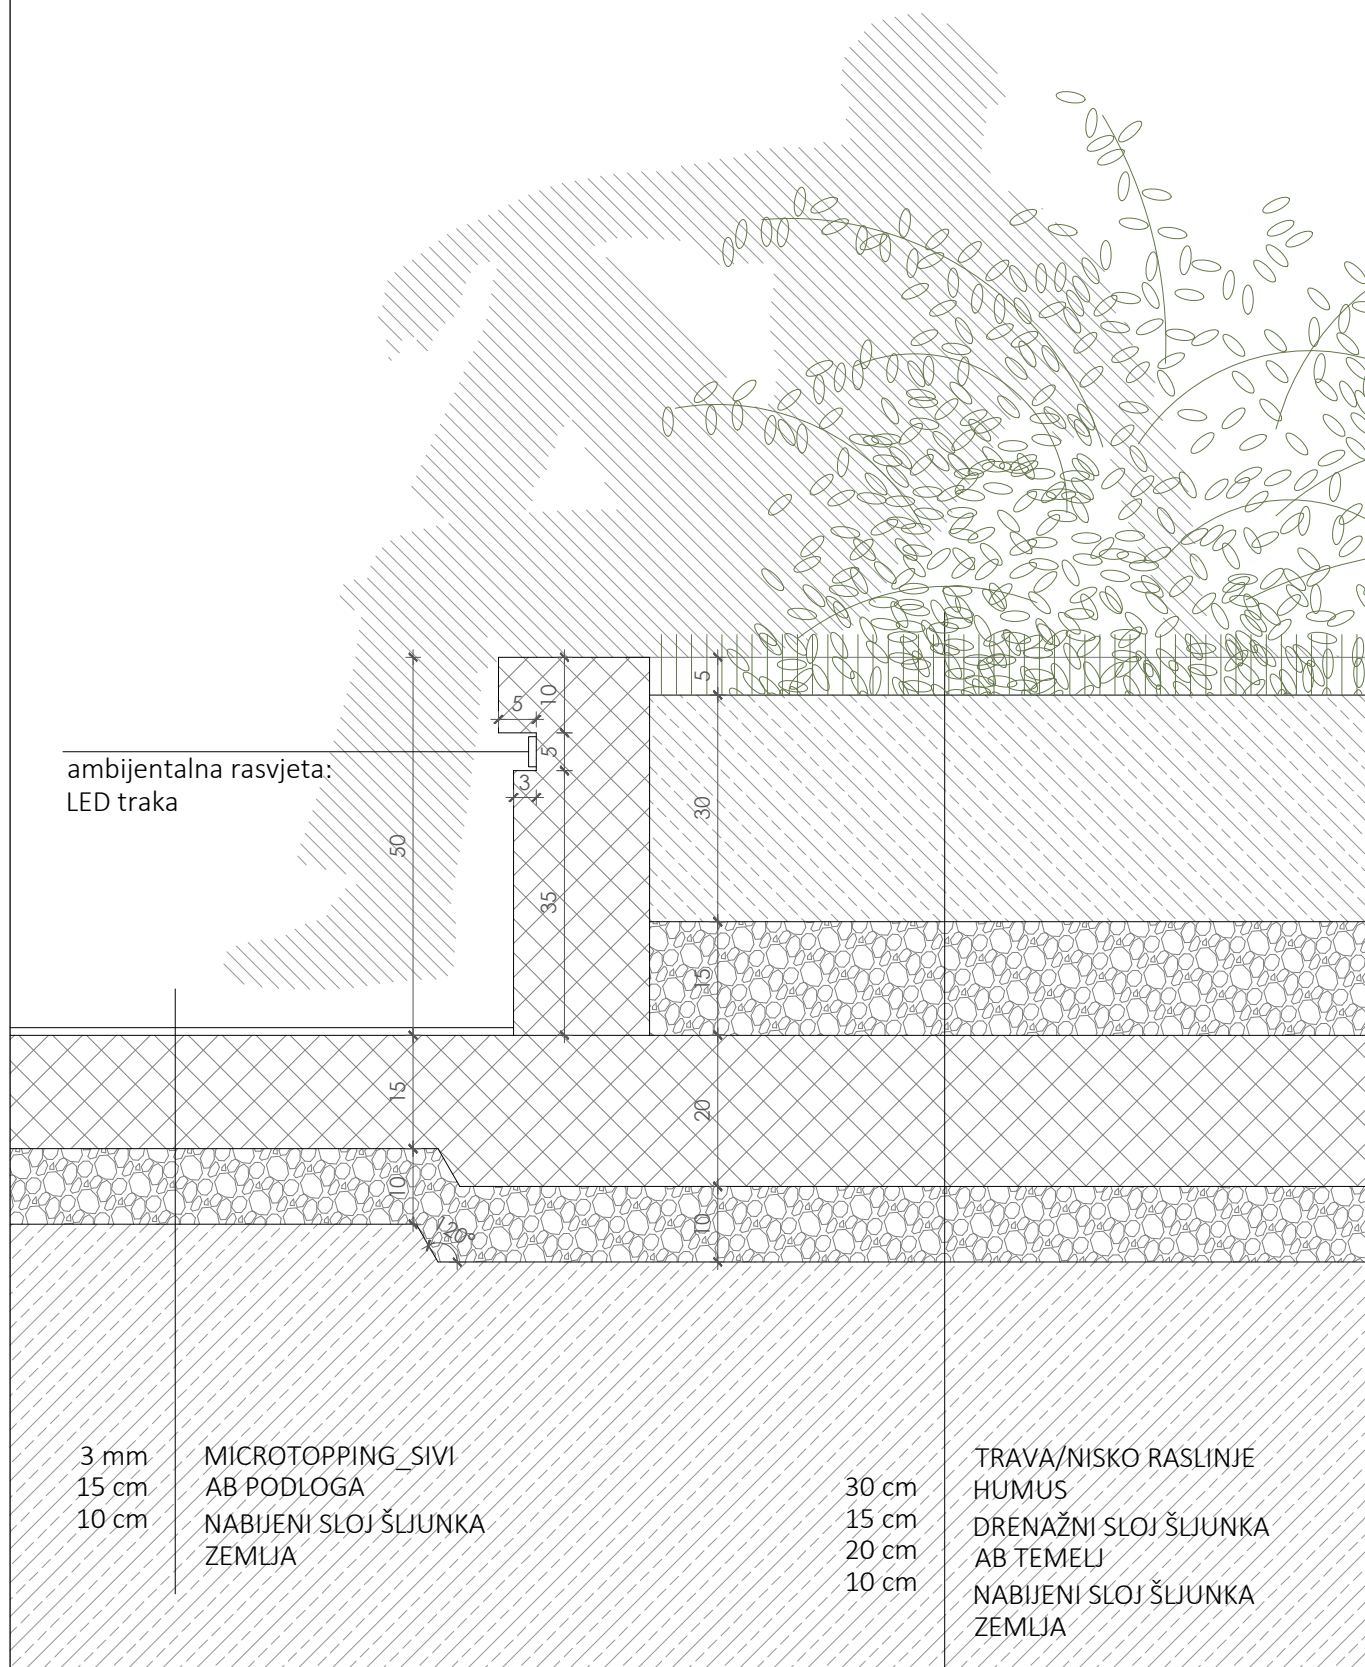 5
10
5
5
3
50
30
35
15
15
20
10
10
120°
ambijentalna rasvjeta:
LED traka
3 mm MICROTOPPING_SIVI
15 cm AB PODLOGA
10 cm NABIJENI SLOJ ŠLJUNKA
ZEMLJA
TRAVA/NISKO RASLINJE
30 cm HUMUS
15 cm DRENAŽNI SLOJ ŠLJUNKA
20 cm AB TEMELJ
10 cm NABIJENI SLOJ ŠLJUNKA
ZEMLJA